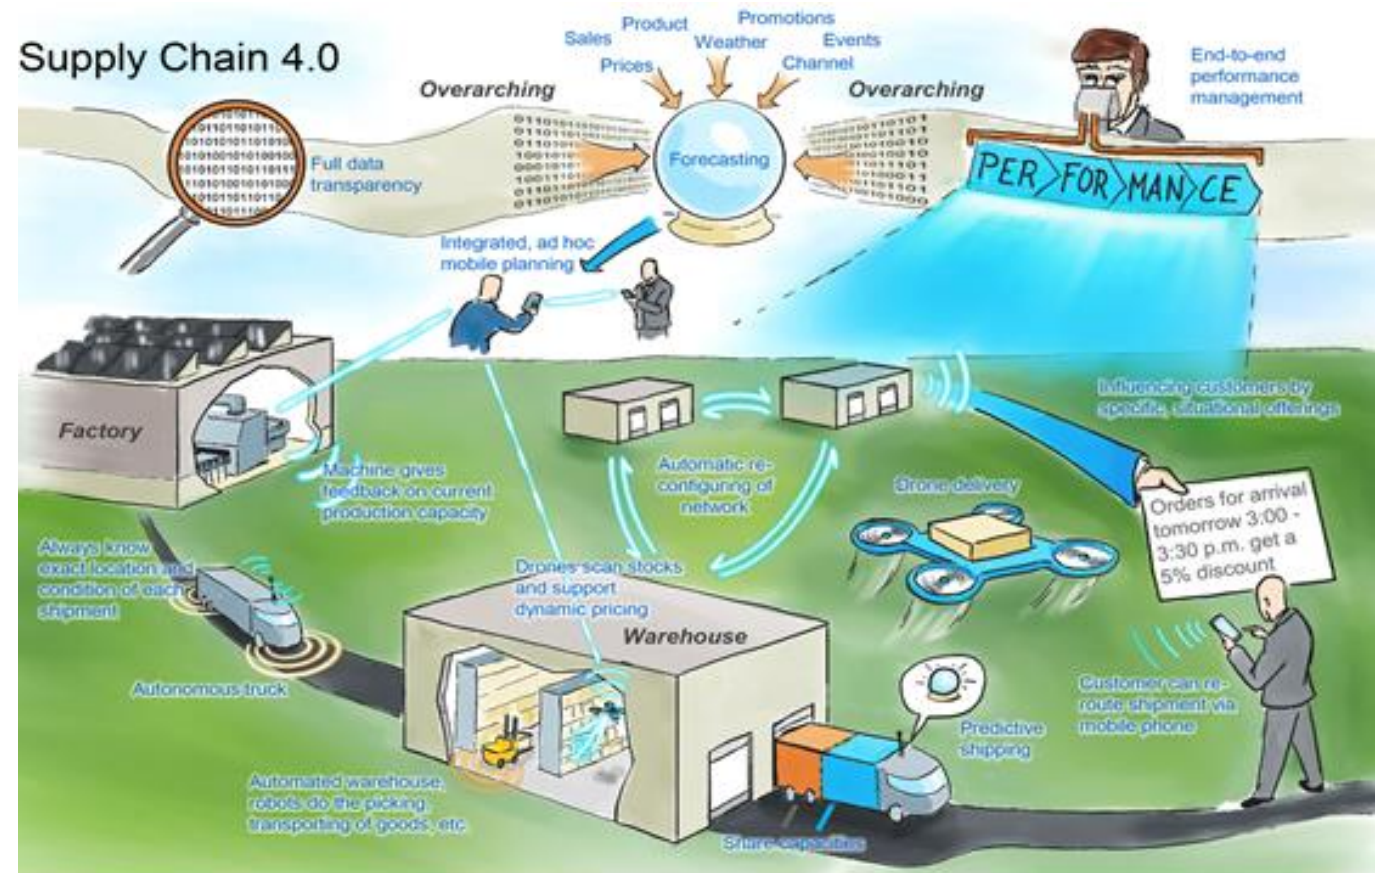 Supply Chain 4.0
Sales
Product
Promotions
Prices
Weather
Events
Channel
Overarching
Overarching
End-to-end
performance
management
Full data
transparency
Forecasting
PER FOR MAN CE
Integrated, ad hoc
mobile planning
Factory
Machine gives
feedback on current
production capacity
Automatic re-
configuring of
network
Influencing customers by
specific, situational offerings
Drone delivery
Orders for arrival
tomorrow 3:00 -
3:30 p.m. get a
5% discount
Always know
exact location and
condition of each
shipment
Autonomous truck
Drones scan stocks
and support
dynamic pricing
Warehouse
Automated warehouse,
robots do the picking
transporting of goods, etc.
Predictive
shipping
Share capacities
Customer can re-
route shipment via
mobile phone